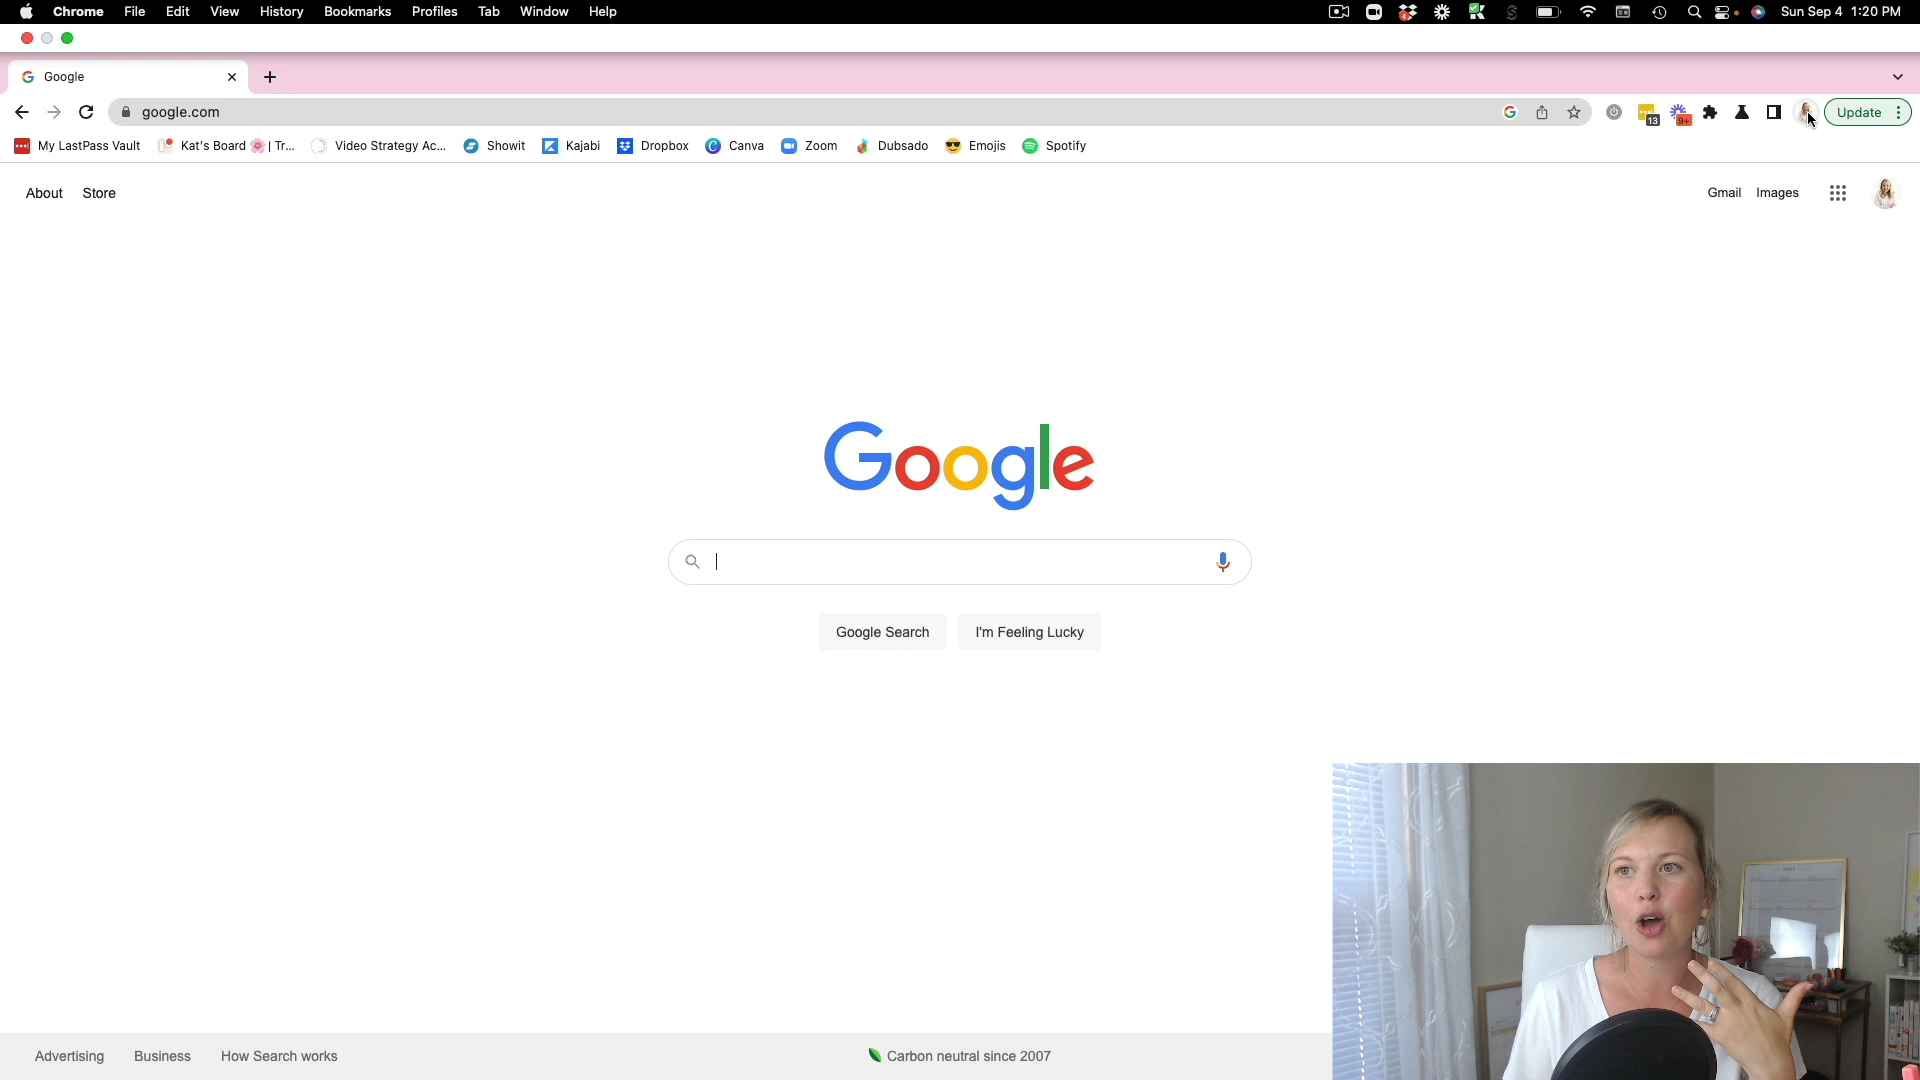 Chrome File Edit View History Bookmarks Profiles Tab Window Help Sun Sep 4 1:20 PM
Google
google.com 13 9+ Update
My LastPass Vault Kat's Board 🌸 | Tr... Video Strategy Ac... Showit Kajabi Dropbox Canva Zoom Dubsado Emojis Spotify
About Store Gmail Images
Google
Google Search I'm Feeling Lucky
Advertising Business How Search works Carbon neutral since 2007